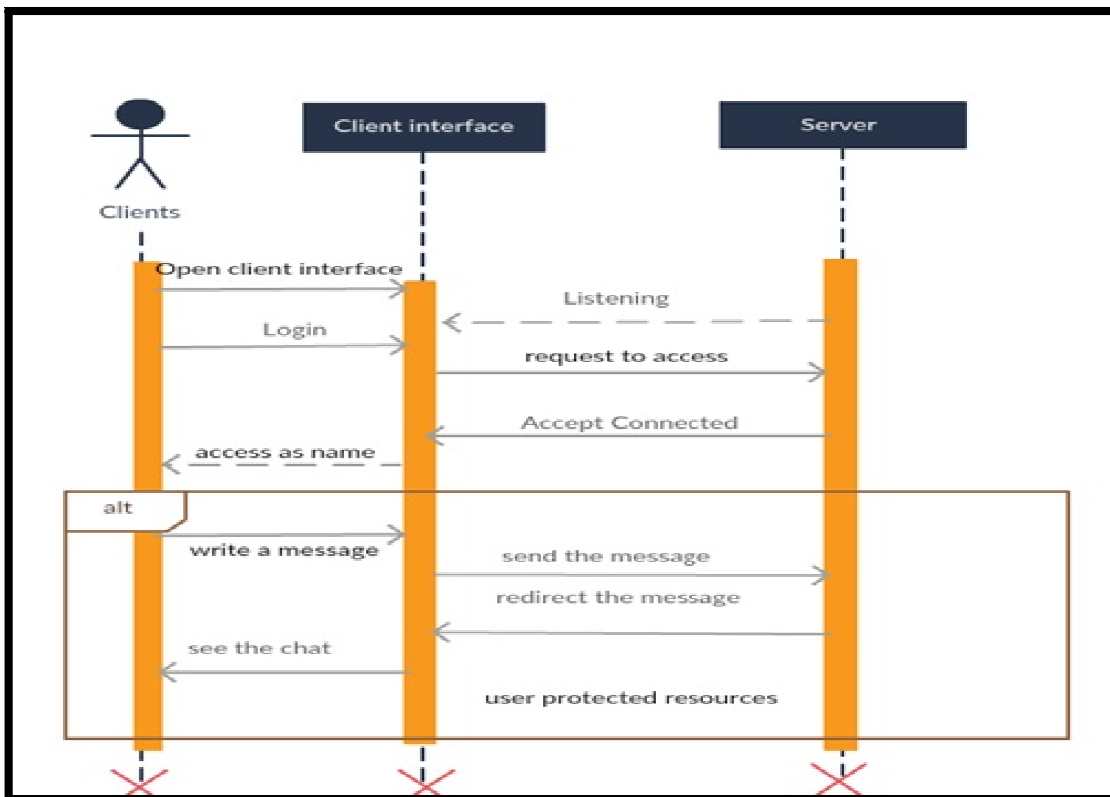 Client interface
Server
Clients
Open client interface
Listening
Login
request to access
Accept Connected
access as name
alt
write a message
send the message
redirect the message
see the chat
user protected resources